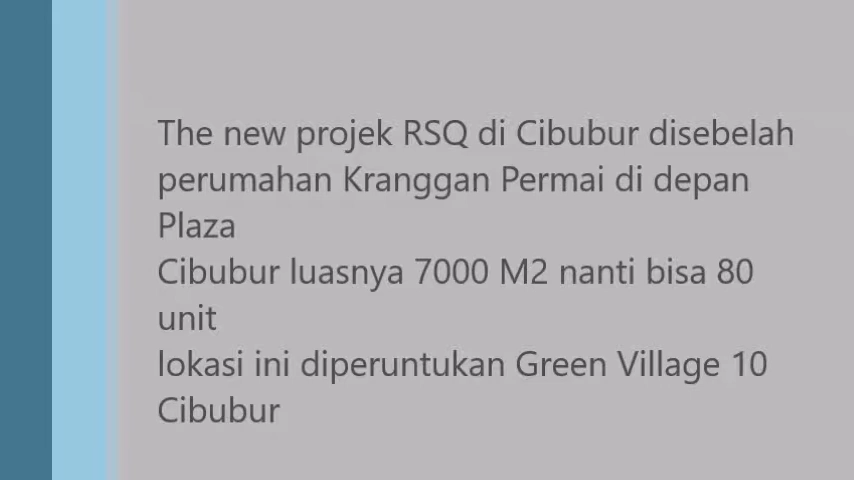 The new projek RSQ di Cibubur disebelah
perumahan Kranggan Permai di depan
Plaza
Cibubur luasnya 7000 M2 nanti bisa 80
unit
lokasi ini diperuntukan Green Village 10
Cibubur